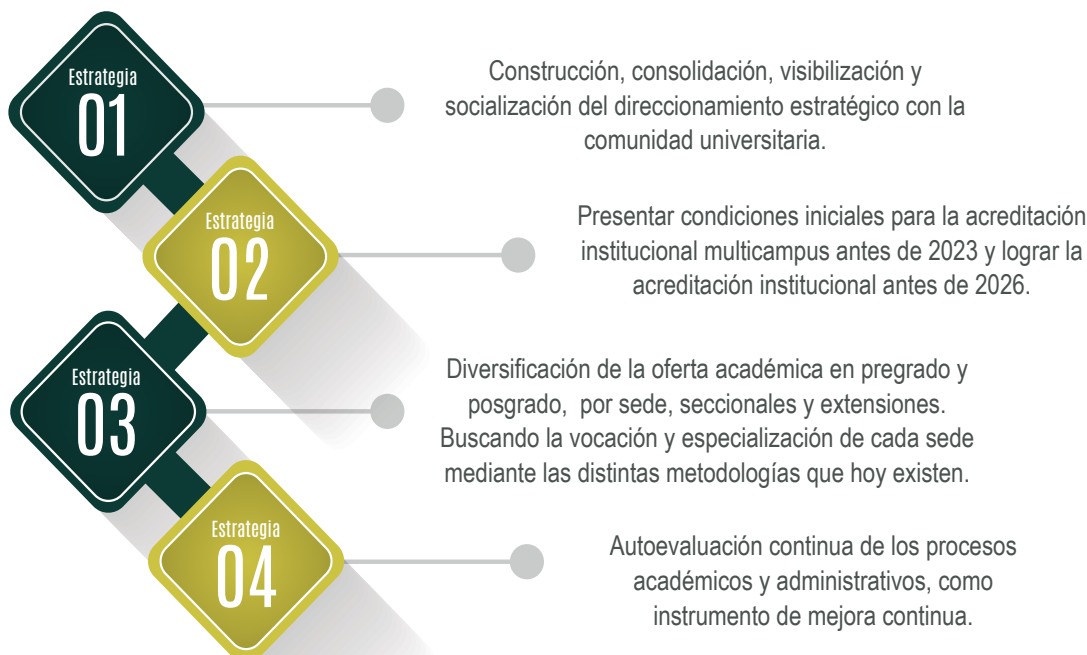 Estrategia
01
Construcción, consolidación, visibilización y
socialización del direccionamiento estratégico con la
comunidad universitaria.
Estrategia
02
Presentar condiciones iniciales para la acreditación
institucional multicampus antes de 2023 y lograr la
acreditación institucional antes de 2026.
Estrategia
03
Diversificación de la oferta académica en pregrado y
posgrado, por sede, seccionales y extensiones.
Buscando la vocación y especialización de cada sede
mediante las distintas metodologías que hoy existen.
Estrategia
04
Autoevaluación continua de los procesos
académicos y administrativos, como
instrumento de mejora continua.